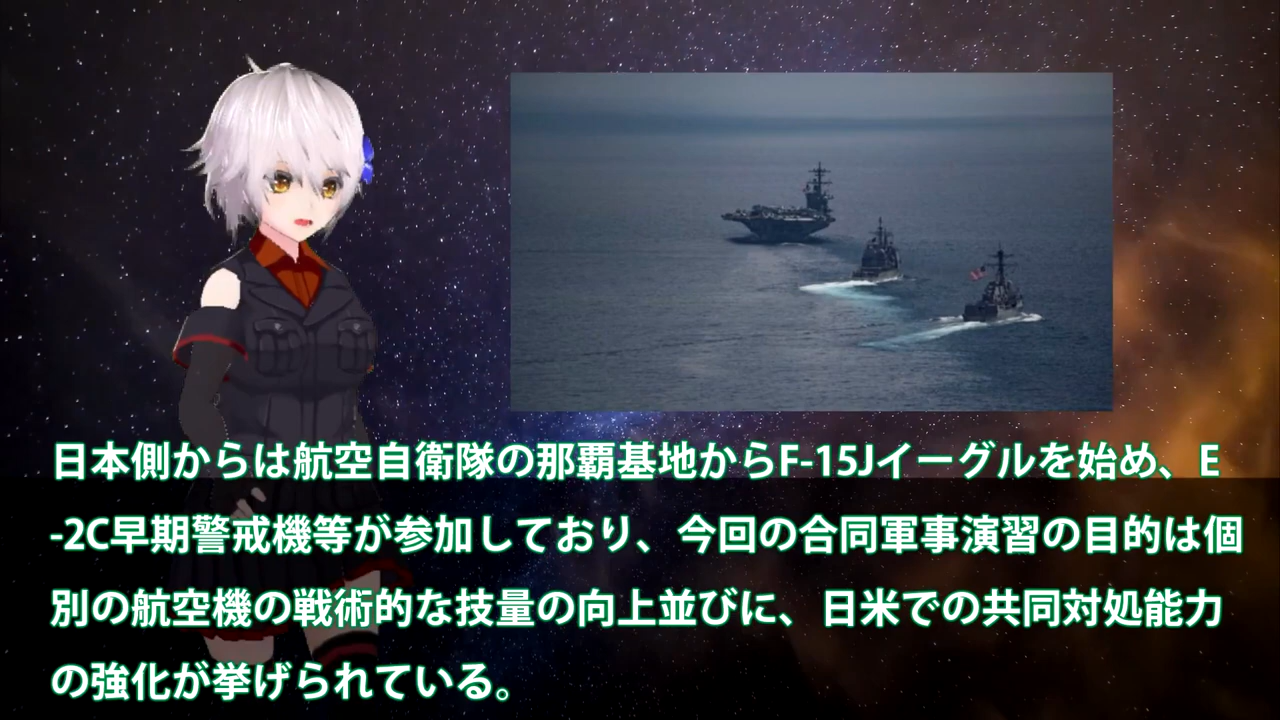 日本側からは航空自衛隊の那覇基地からF-15Jイーグルを始め、E
-2C早期警戒機等が参加しており、今回の合同軍事演習の目的は個
別の航空機の戦術的な技量の向上並びに、日米での共同対処能力
の強化が挙げられている。